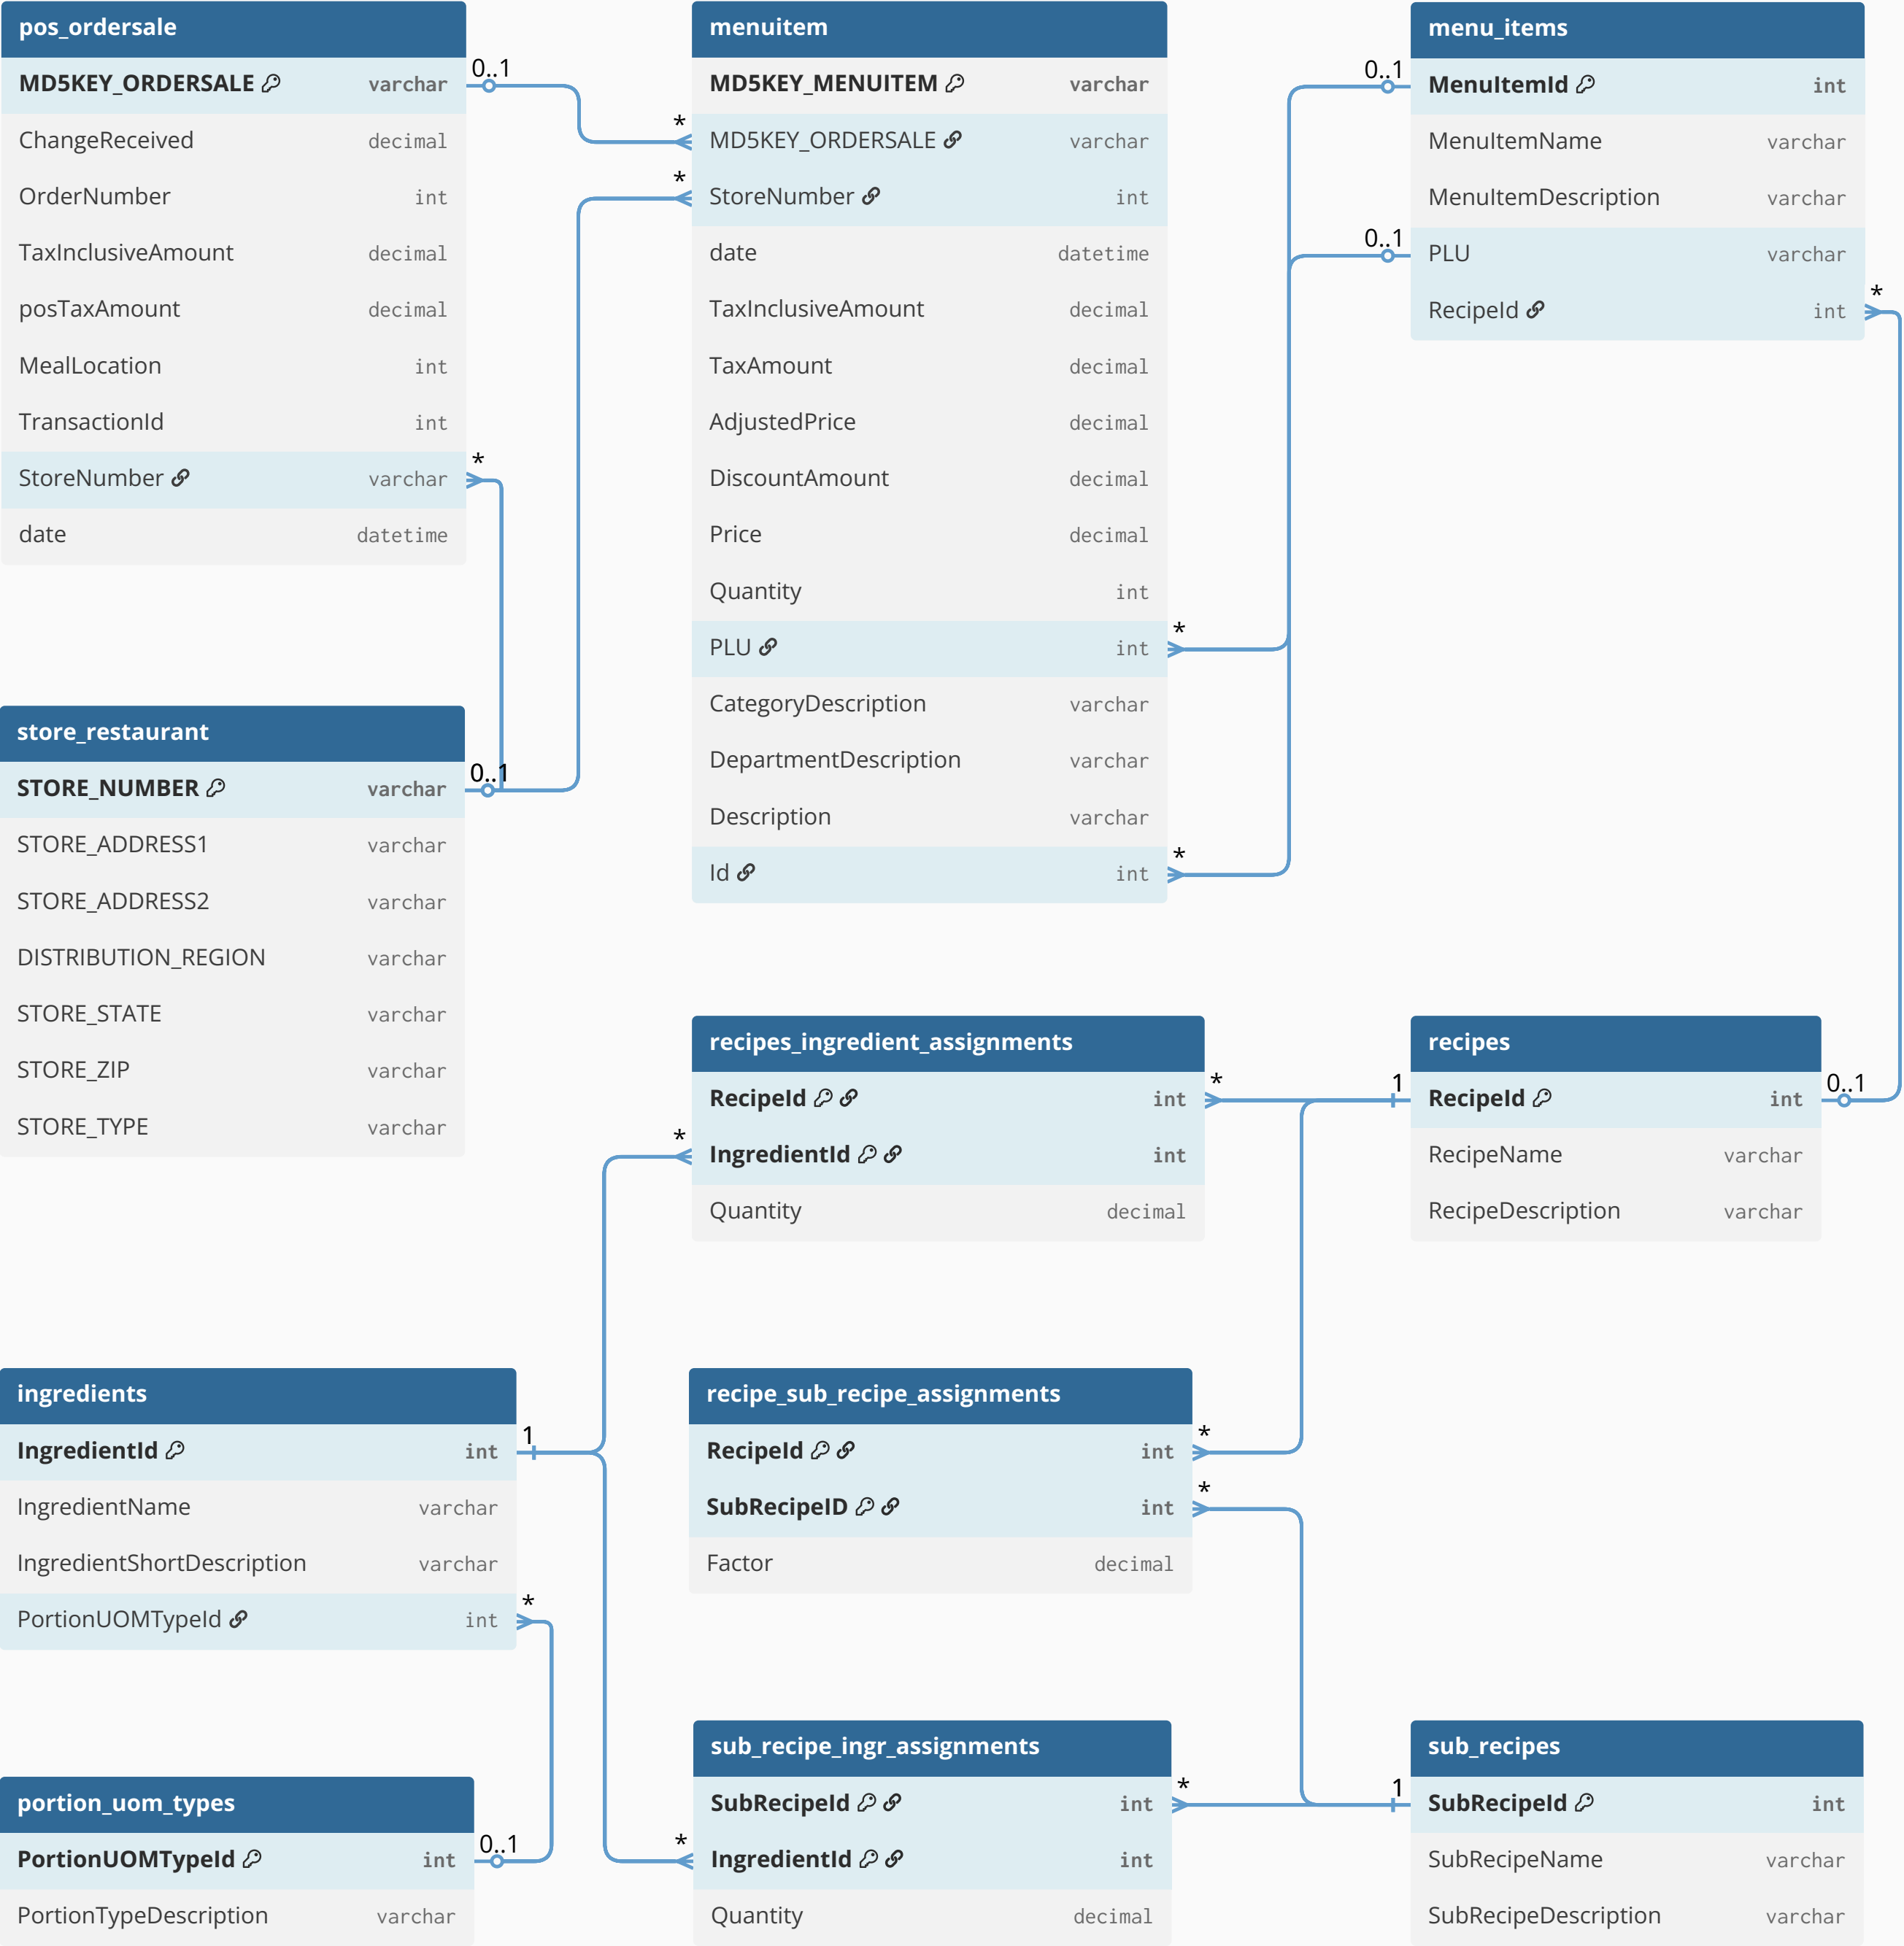 pos_ordersale
MD5KEY_ORDERSALE varchar
ChangeReceived decimal
OrderNumber int
TaxInclusiveAmount decimal
posTaxAmount decimal
MealLocation int
TransactionId int
StoreNumber varchar
date datetime
0..1
*
*
*
menuitem
MD5KEY_MENUITEM varchar
MD5KEY_ORDERSALE varchar
StoreNumber int
date datetime
TaxInclusiveAmount decimal
TaxAmount decimal
AdjustedPrice decimal
DiscountAmount decimal
Price decimal
Quantity int
PLU int
CategoryDescription varchar
DepartmentDescription varchar
Description varchar
Id int
*
*
0..1
0..1
menu_items
MenuItemId int
MenuItemName varchar
MenuItemDescription varchar
PLU varchar
RecipeId int
*
store_restaurant
STORE_NUMBER varchar
STORE_ADDRESS1 varchar
STORE_ADDRESS2 varchar
DISTRIBUTION_REGION varchar
STORE_STATE varchar
STORE_ZIP varchar
STORE_TYPE varchar
0..1
recipes_ingredient_assignments
RecipeId int
IngredientId int
Quantity decimal
*
*
1
recipes
RecipeId int
RecipeName varchar
RecipeDescription varchar
0..1
ingredients
IngredientId int
IngredientName varchar
IngredientShortDescription varchar
PortionUOMTypeId int
1
*
recipe_sub_recipe_assignments
RecipeId int
SubRecipeID int
Factor decimal
*
*
portion_uom_types
PortionUOMTypeId int
PortionTypeDescription varchar
0..1
*
sub_recipe_ingr_assignments
SubRecipeId int
IngredientId int
Quantity decimal
*
1
sub_recipes
SubRecipeId int
SubRecipeName varchar
SubRecipeDescription varchar